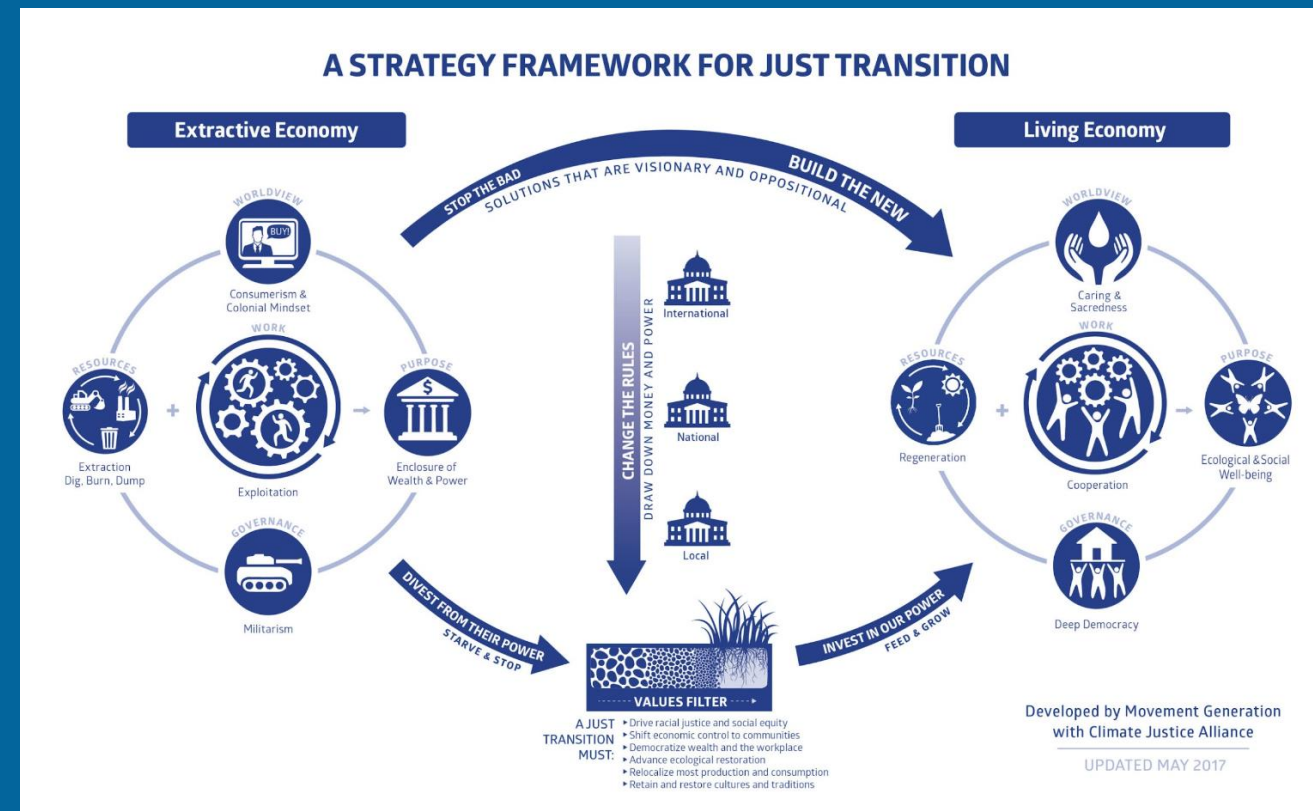 A STRATEGY FRAMEWORK FOR JUST TRANSITION
Extractive Economy
WORLDVIEW
BUY!
Consumerism &
Colonial Mindset
RESOURCES
Extraction
Dig, Burn, Dump
+
WORK
Exploitation
PURPOSE
$
Enclosure of
Wealth & Power
GOVERNANCE
Militarism
STOP THE BAD
BUILD THE NEW
SOLUTIONS THAT ARE VISIONARY AND OPPOSITIONAL
CHANGE THE RULES
DRAW DOWN MONEY AND POWER
International
National
Local
DIVEST FROM THEIR POWER
STARVE & STOP
VALUES FILTER
A JUST
TRANSITION
MUST:
Drive racial justice and social equity
Shift economic control to communities
Democratize wealth and the workplace
Advance ecological restoration
Relocalize most production and consumption
Retain and restore cultures and traditions
INVEST IN OUR POWER
FEED & GROW
Living Economy
WORLDVIEW
Caring &
Sacredness
RESOURCES
Regeneration
+
WORK
Cooperation
PURPOSE
Ecological & Social
Well-being
GOVERNANCE
Deep Democracy
Developed by Movement Generation
with Climate Justice Alliance
UPDATED MAY 2017